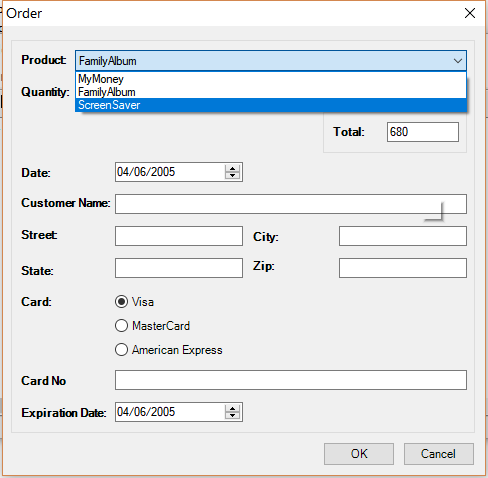 Order
Product: FamilyAlbum
MyMoney
Quantity: FamilyAlbum
ScreenSaver
Total: 680
Date: 04/06/2005
Customer Name:
Street: City:
State: Zip:
Card: Visa
MasterCard
American Express
Card No
Expiration Date: 04/06/2005
OK Cancel